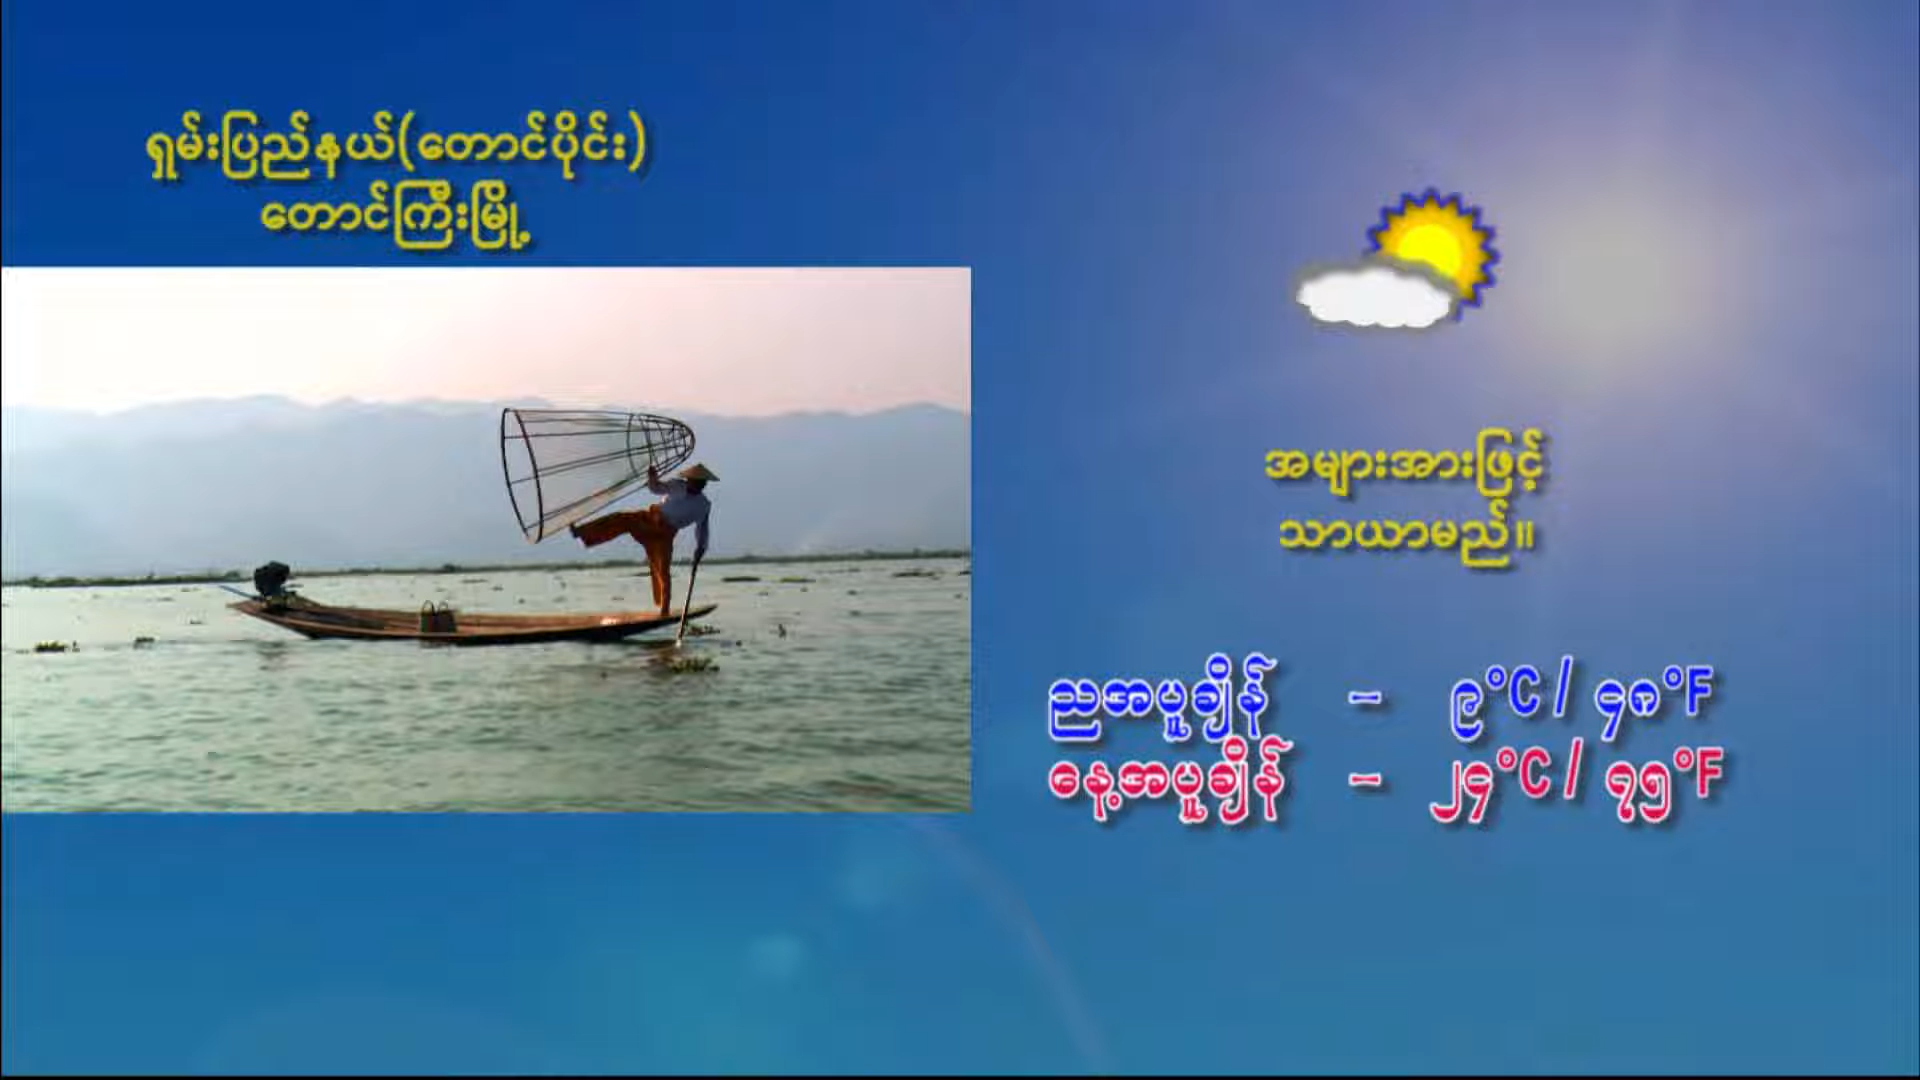 ရှမ်းပြည်နယ်(တောင်ပိုင်း)
တောင်ကြီးမြို့
အများအားဖြင့်
သာယာမည်။
ညအပူချိန် - ၉°C / ၄၈°F
နေ့အပူချိန် - ၂၄°C / ၇၅°F